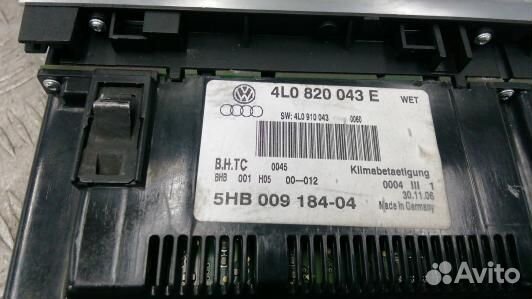 4L0 820 043 E WET
SW: 4L0 910 043 0060
B.H.TC 0045 Klimabetaetigung
BHB 001 H05 00-012 0004 III 1
30.11.06
5HB 009 184-04 Made in Germany
Avito